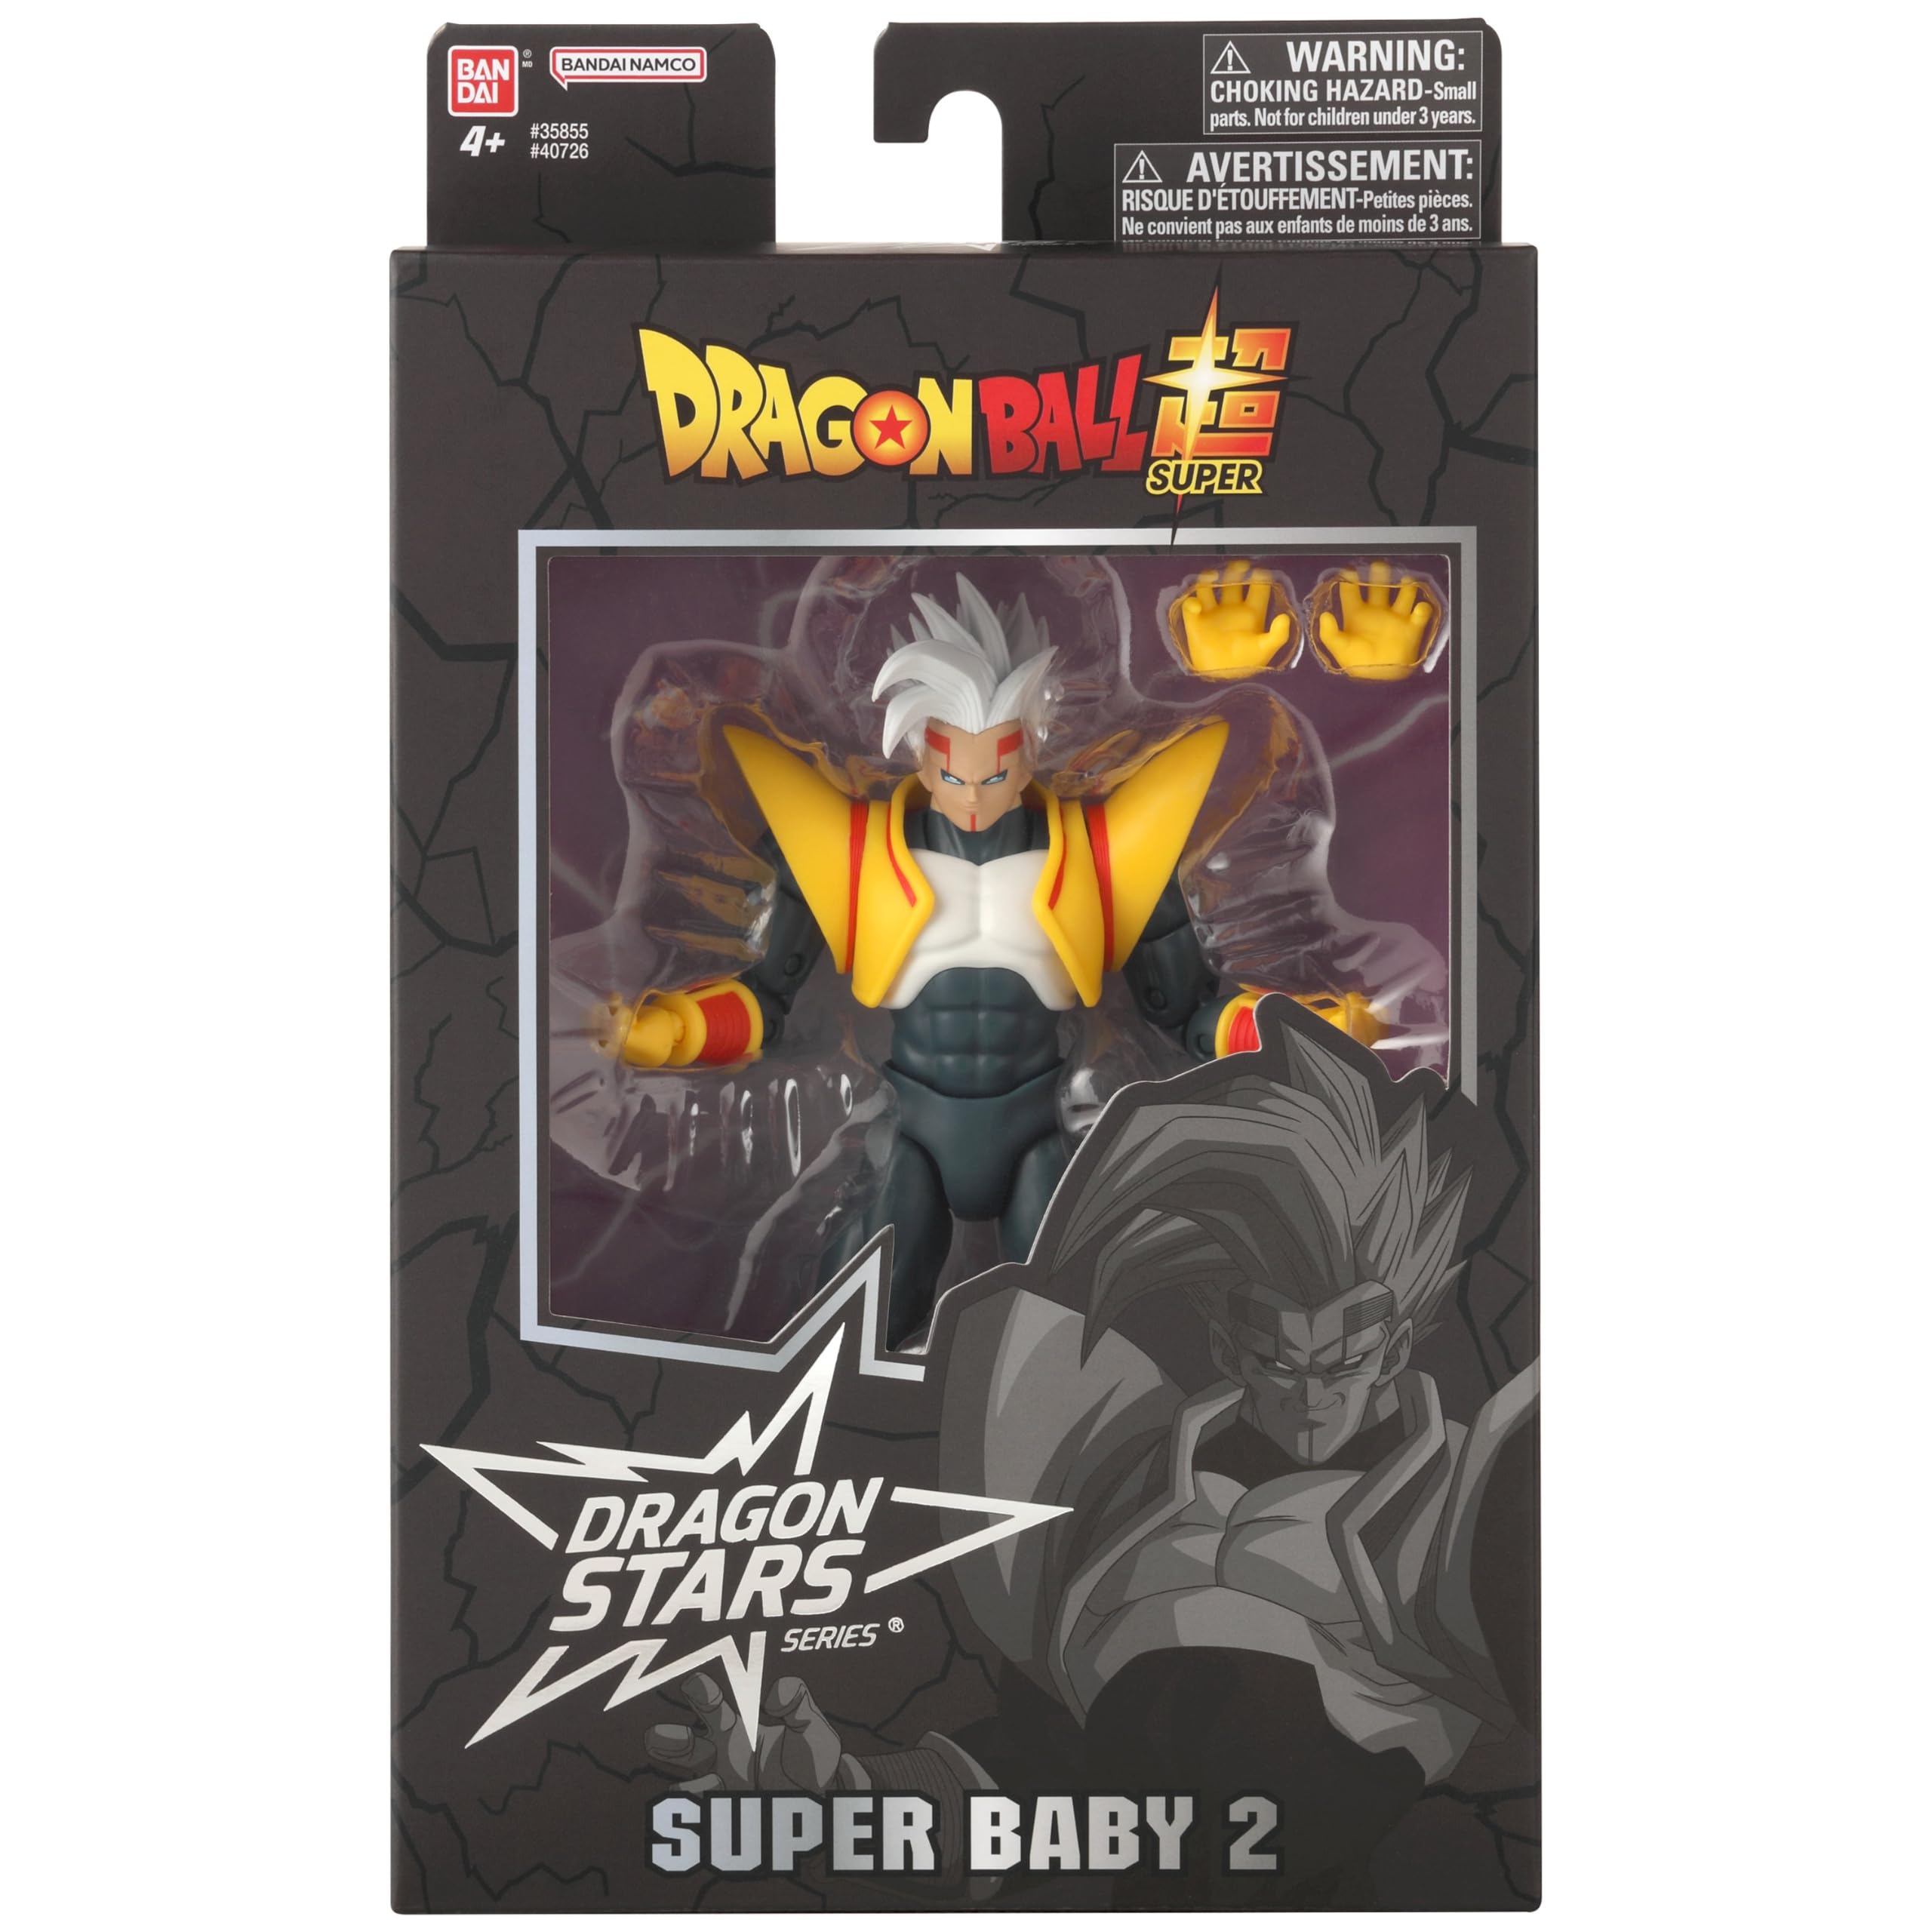 BAN
DAI
® MD
BANDAI NAMCO
4+
#35855
#40726
WARNING:
CHOKING HAZARD-Small
parts. Not for children under 3 years.
AVERTISSEMENT:
RISQUE D'ÉTOUFFEMENT-Petites pièces.
Ne convient pas aux enfants de moins de 3 ans.
DRAGON BALL 超
SUPER
DRAGON
STARS
SERIES ®
SUPER BABY 2